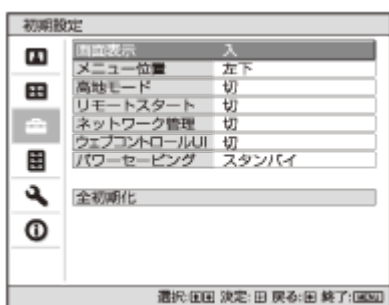 初期設定
画面表示 入
メニュー位置 左下
高地モード 切
リモートスタート 切
ネットワーク管理 切
ウェブコントロールUI 切
パワーセービング スタンバイ
全初期化
選択: 決定: 戻る: 終了:MENU